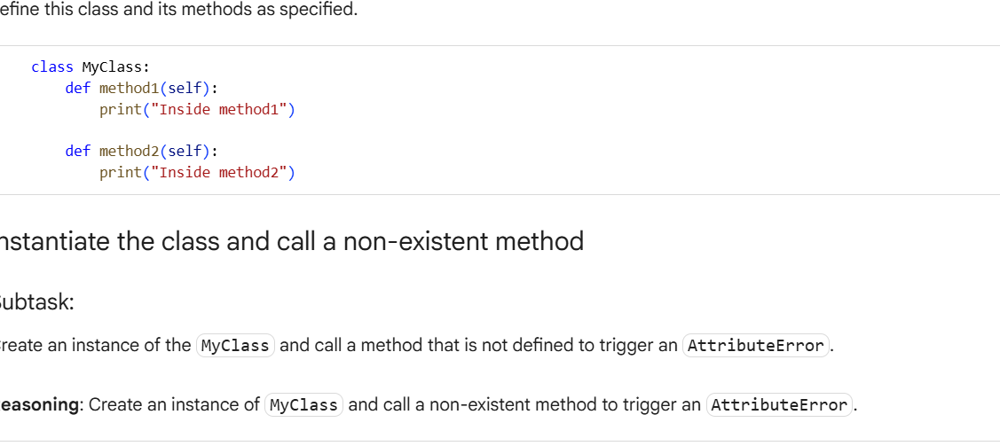 efine this class and its methods as specified.
class MyClass:
    def method1(self):
        print("Inside method1")
    def method2(self):
        print("Inside method2")
nstantiate the class and call a non-existent method
ubtask:
reate an instance of the MyClass and call a method that is not defined to trigger an AttributeError.
easoning: Create an instance of MyClass and call a non-existent method to trigger an AttributeError.